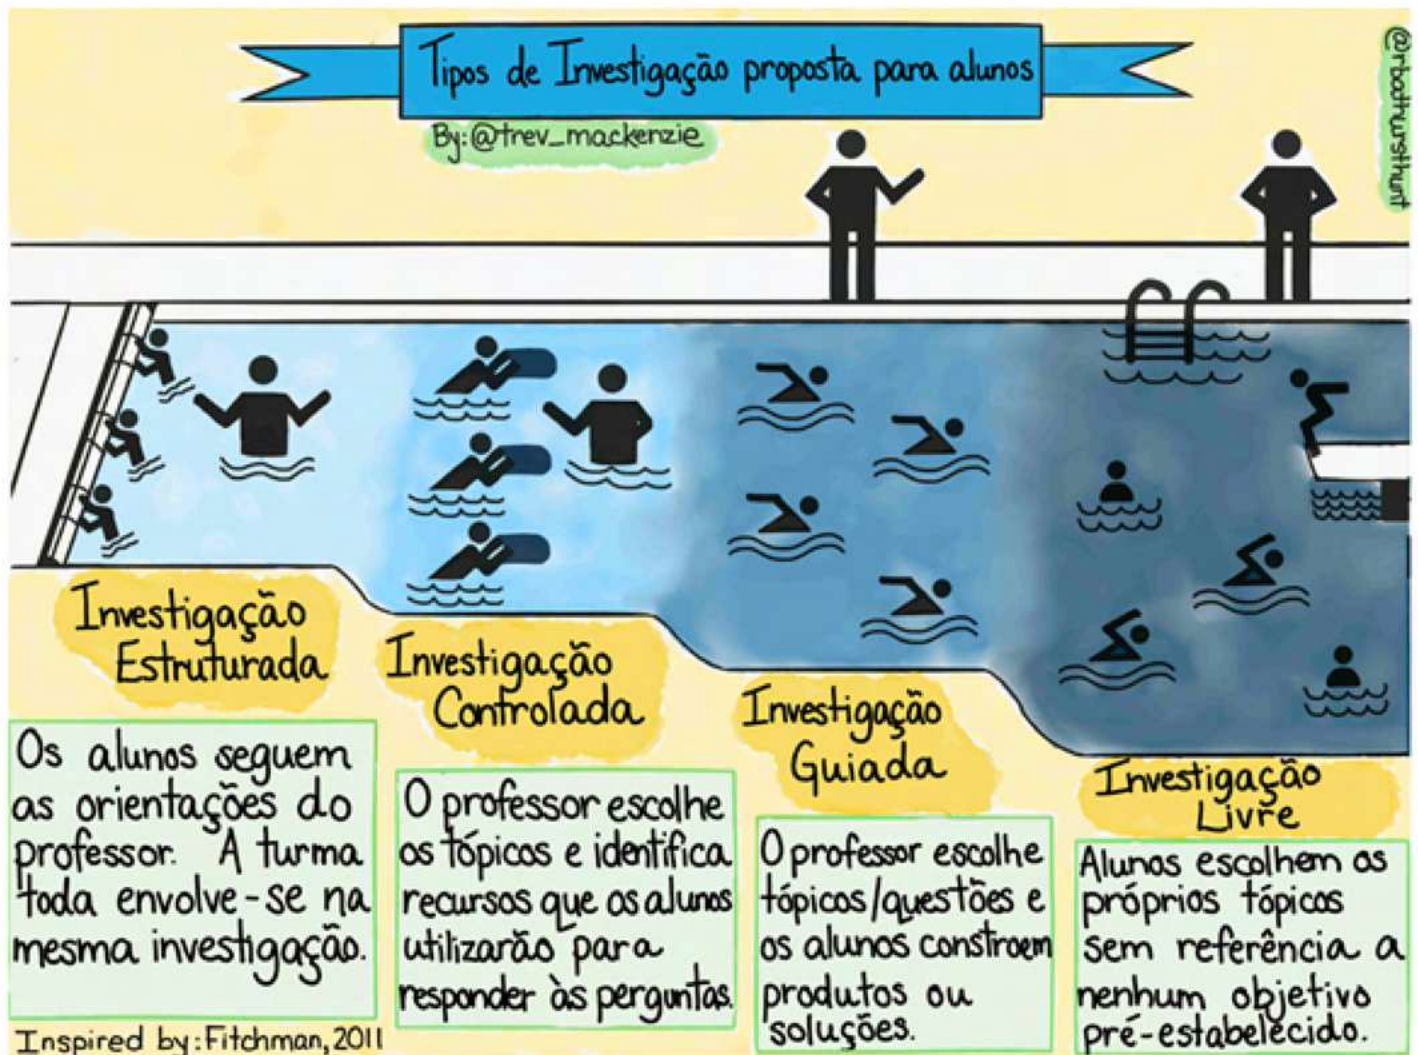 Tipos de Investigação proposta para alunos
By:@trev_mackenzie
@rbathursthunt
Investigação
Estruturada
Os alunos seguem
as orientações do
professor. A turma
toda envolve-se na
mesma investigação.
Investigação
Controlada
O professor escolhe
os tópicos e identifica
recursos que os alunos
utilizarão para
responder às perguntas.
Investigação
Guiada
O professor escolhe
tópicos/questões e
os alunos constroem
produtos ou
soluções.
Investigação
Livre
Alunos escolhem os
próprios tópicos
sem referência a
nenhum objetivo
pré-estabelecido.
Inspired by:Fitchman,2011